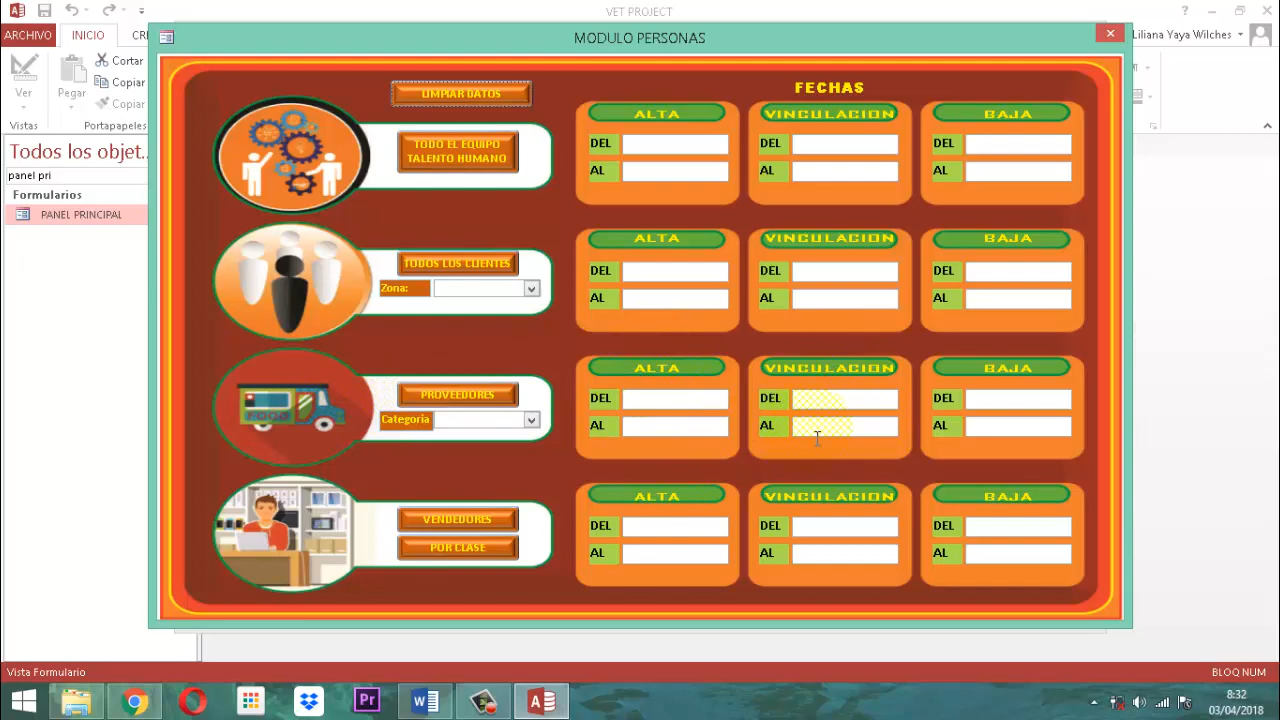 VET PROJECT
ARCHIVO
INICIO
CR
Liliana Yaya Wilches
Ver
Pegar
Cortar
Copiar
Copiar
Vistas
Portapapeles
Todos los objet...
panel pri
Formularios
PANEL PRINCIPAL
MODULO PERSONAS
LIMPIAR DATOS
FECHAS
TODO EL EQUIPO
TALENTO HUMANO
ALTA
VINCULACION
BAJA
DEL
DEL
DEL
AL
AL
AL
TODOS LOS CLIENTES
Zona:
ALTA
VINCULACION
BAJA
DEL
DEL
DEL
AL
AL
AL
PROVEEDORES
Categoria
ALTA
VINCULACION
BAJA
DEL
DEL
DEL
AL
AL
AL
VENDEDORES
POR CLASE
ALTA
VINCULACION
BAJA
DEL
DEL
DEL
AL
AL
AL
Vista Formulario
BLOQ NUM
Pr
8:32
03/04/2018